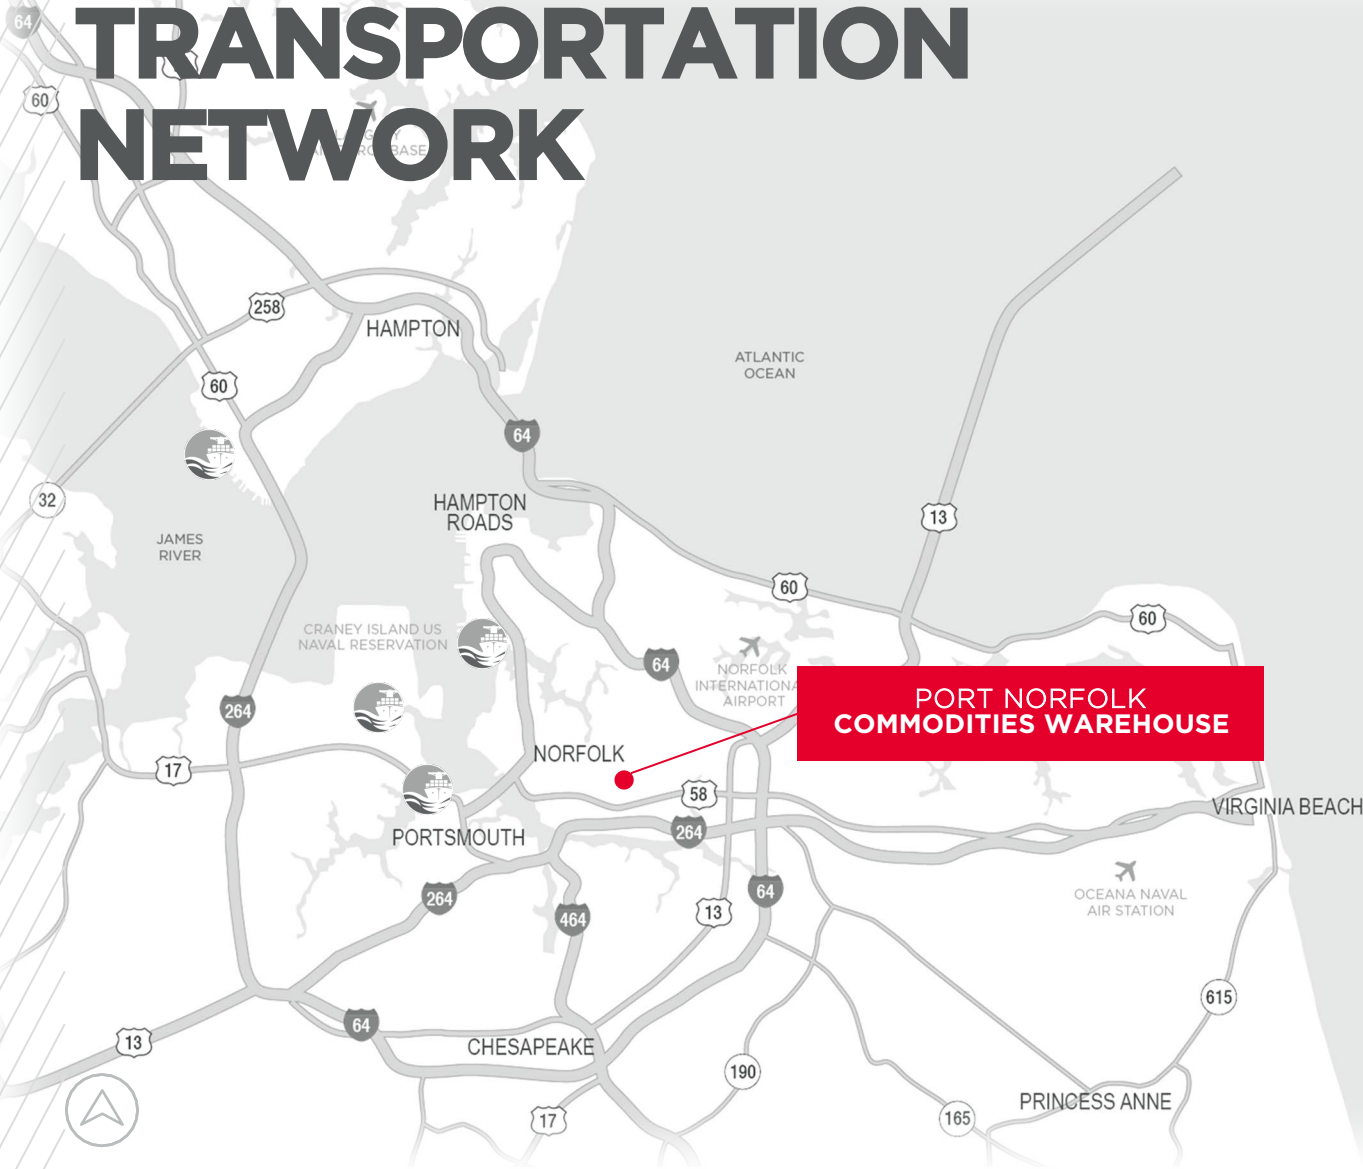 TRANSPORTATION
NETWORK
64
60
BASE
258
HAMPTON
60
ATLANTIC
OCEAN
64
32
HAMPTON
ROADS
13
JAMES
RIVER
60
60
CRANEY ISLAND US
NAVAL RESERVATION
64
NORFOLK
INTERNATIONA
AIRPORT
PORT NORFOLK
COMMODITIES WAREHOUSE
264
NORFOLK
17
58
VIRGINIA BEACH
264
PORTSMOUTH
64
264
OCEANA NAVAL
AIR STATION
13
464
615
64
13
CHESAPEAKE
190
PRINCESS ANNE
165
17